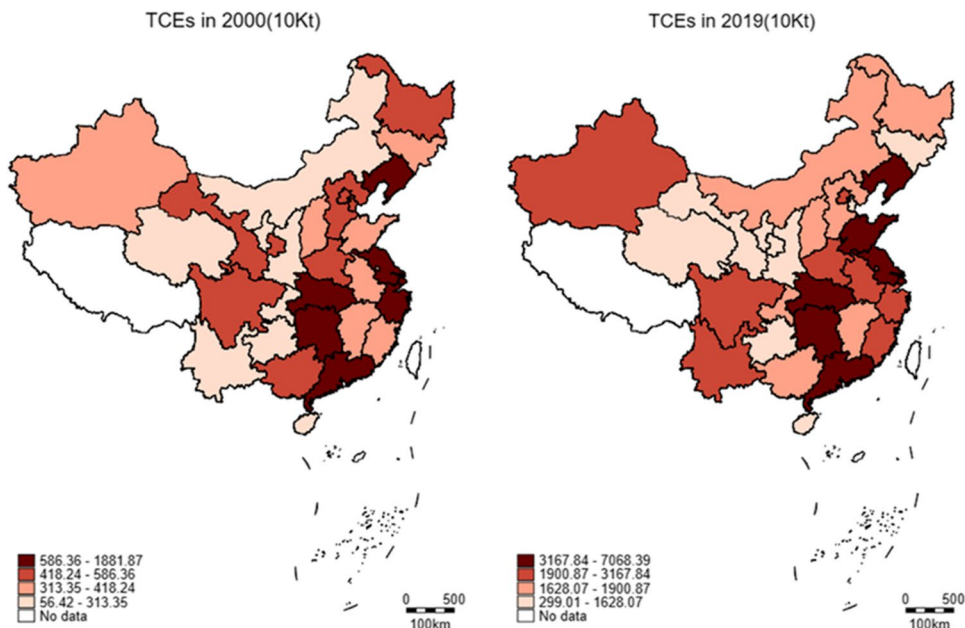 TCEs in 2000(10Kt)
TCEs in 2019(10Kt)
586.36 - 1881.87
418.24 - 586.36
313.35 - 418.24
56.42 - 313.35
No data
0 500
100km
3167.84 - 7068.39
1900.87 - 3167.84
1628.07 - 1900.87
299.01 - 1628.07
No data
0 500
100km